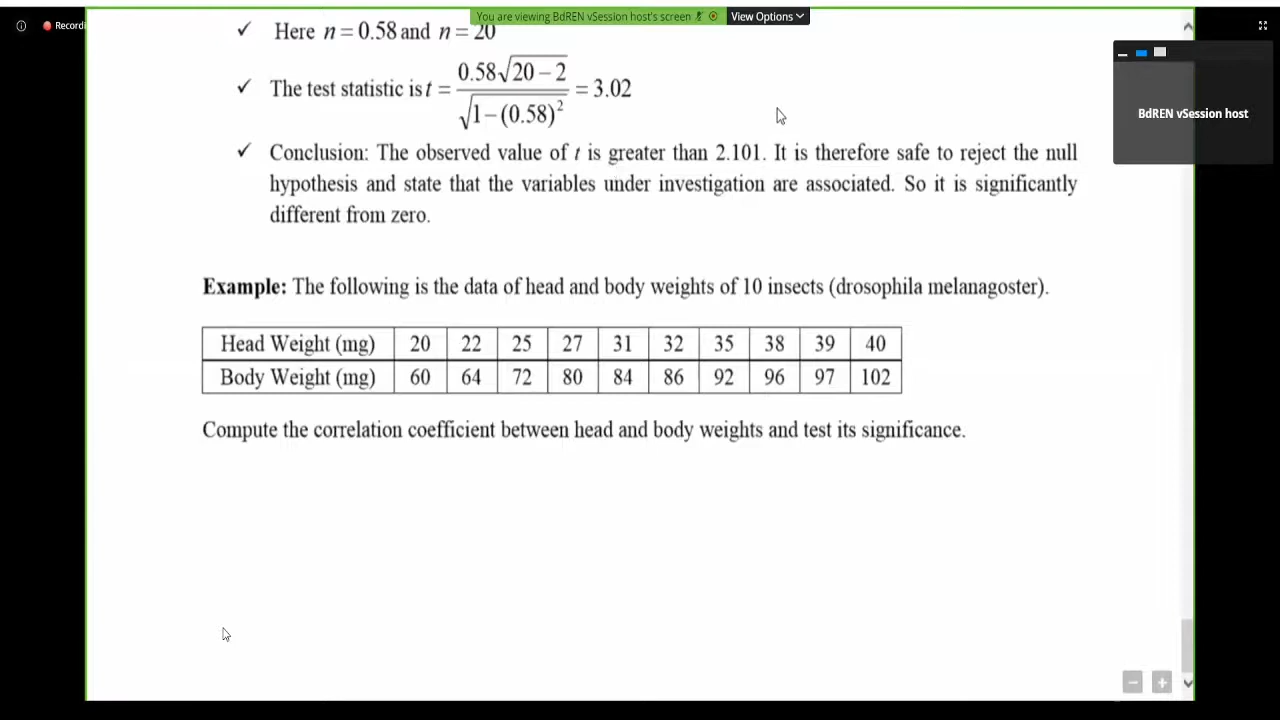 You are viewing BdREN vSession host's screen
View Options
Recordi
BdREN vSession host
✓ Here n = 0.58 and n = 20
✓ The test statistic is t = 0.58√20 – 2 / √1 – (0.58)² = 3.02
✓ Conclusion: The observed value of t is greater than 2.101. It is therefore safe to reject the null
hypothesis and state that the variables under investigation are associated. So it is significantly
different from zero.
Example: The following is the data of head and body weights of 10 insects (drosophila melanagoster).
Head Weight (mg) 20 22 25 27 31 32 35 38 39 40
Body Weight (mg) 60 64 72 80 84 86 92 96 97 102
Compute the correlation coefficient between head and body weights and test its significance.